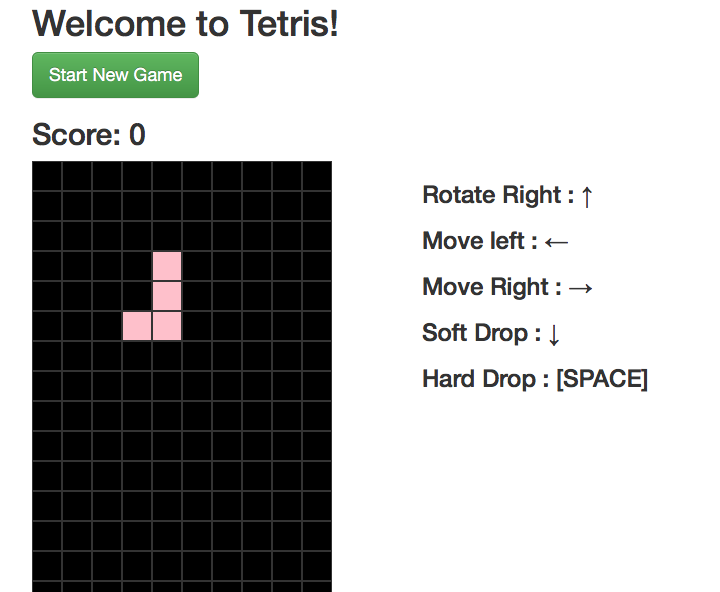 Welcome to Tetris!
Start New Game
Score: 0
Rotate Right : ↑
Move left : ←
Move Right : →
Soft Drop : ↓
Hard Drop : [SPACE]